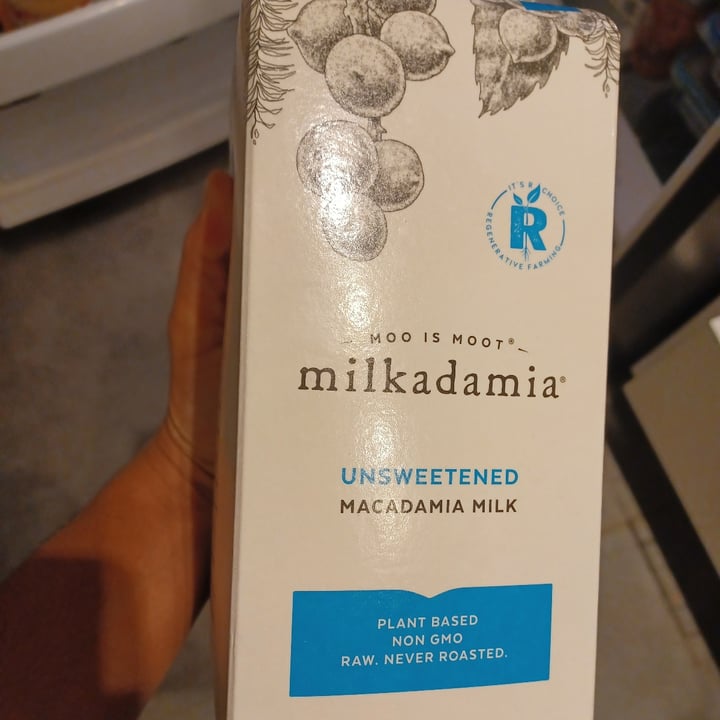 IT'S R CHOICE
R
REGENERATIVE FARMING
MOO IS MOOT®
milkadamia®
UNSWEETENED
MACADAMIA MILK
PLANT BASED
NON GMO
RAW. NEVER ROASTED.